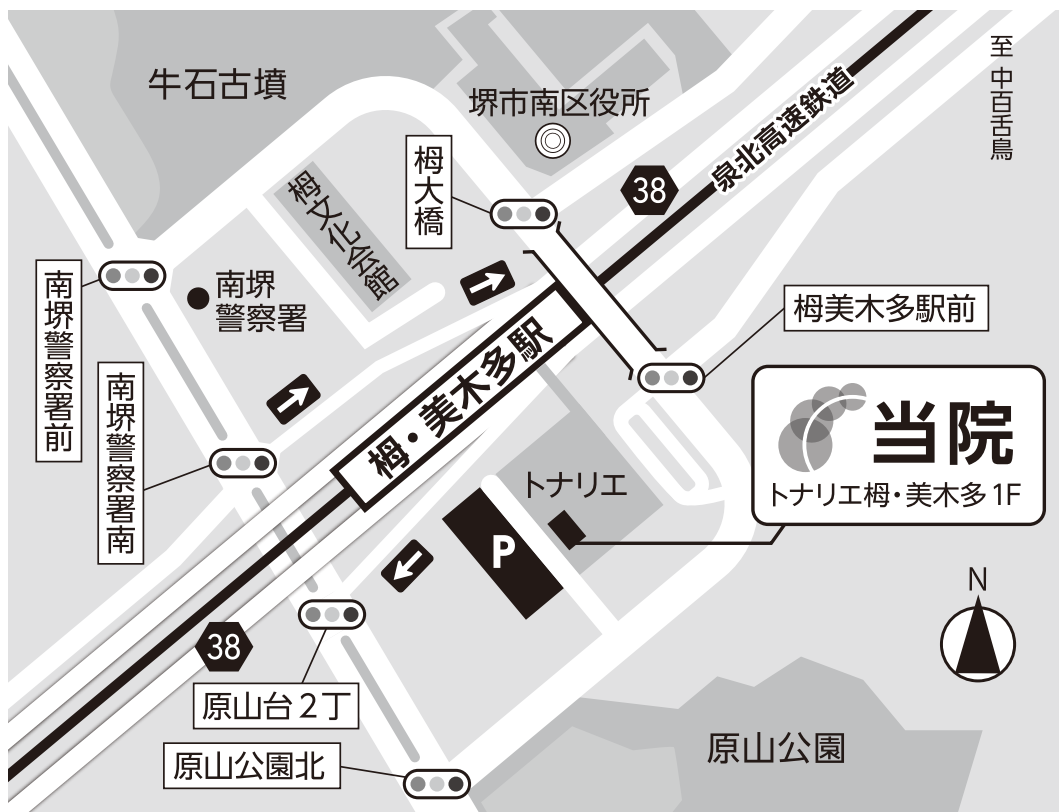 牛石古墳
堺市南区役所
至 中百舌鳥
泉北高速鉄道
38
栂大橋
栂文化会館
南堺
警察署
南堺警察署前
南堺警察署南
栂美木多駅前
栂・美木多駅
当院
トナリエ栂・美木多1F
トナリエ
P
N
38
原山台2丁
原山公園北
原山公園